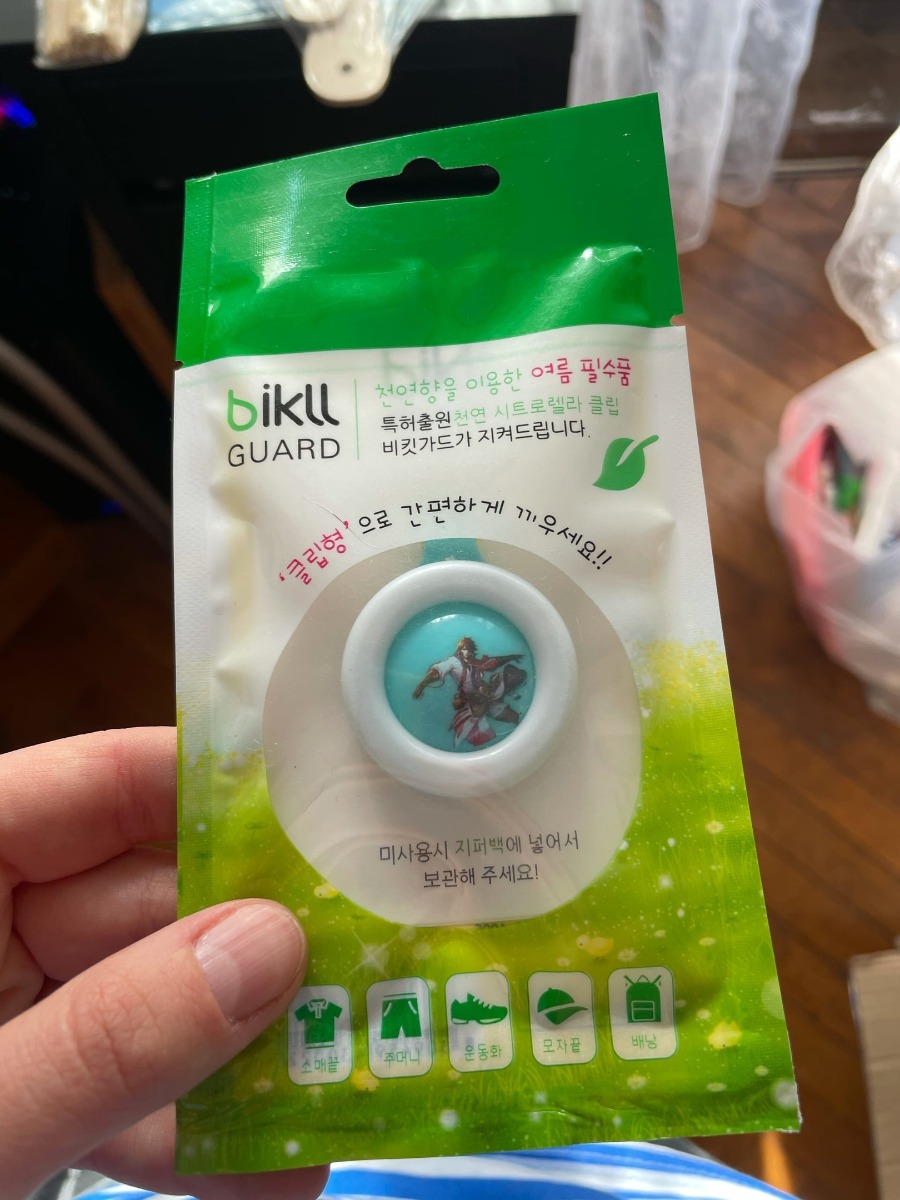 bikll
GUARD
천연향을 이용한 여름 필수품
특허출원 천연 시트로렐라 클립
비킷가드가 지켜드립니다.
'클립형'으로 간편하게 끼우세요!!
미사용시 지퍼백에 넣어서
보관해 주세요!
소매끝
주머니
운동화
모자끝
배낭